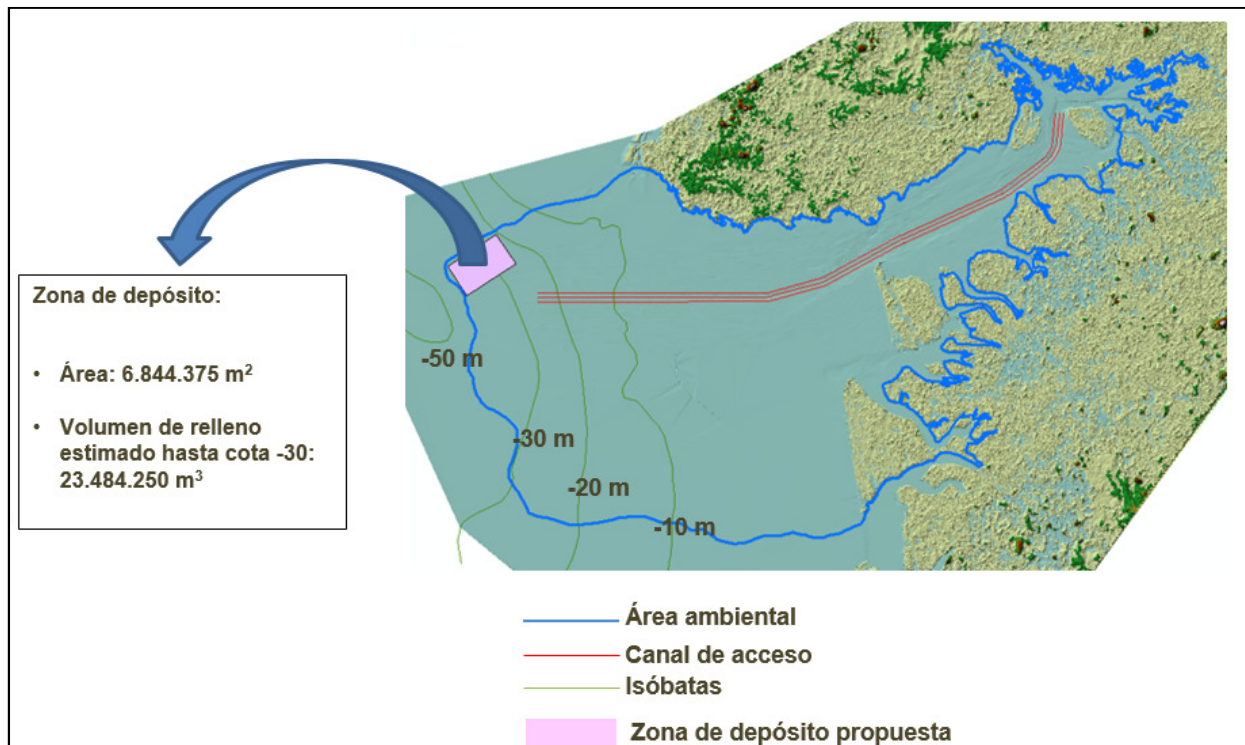 Zona de depósito:
• Área: 6.844.375 m²
• Volumen de relleno
estimado hasta cota -30:
23.484.250 m³
-50 m
-30 m
-20 m
-10 m
Área ambiental
Canal de acceso
Isóbatas
Zona de depósito propuesta